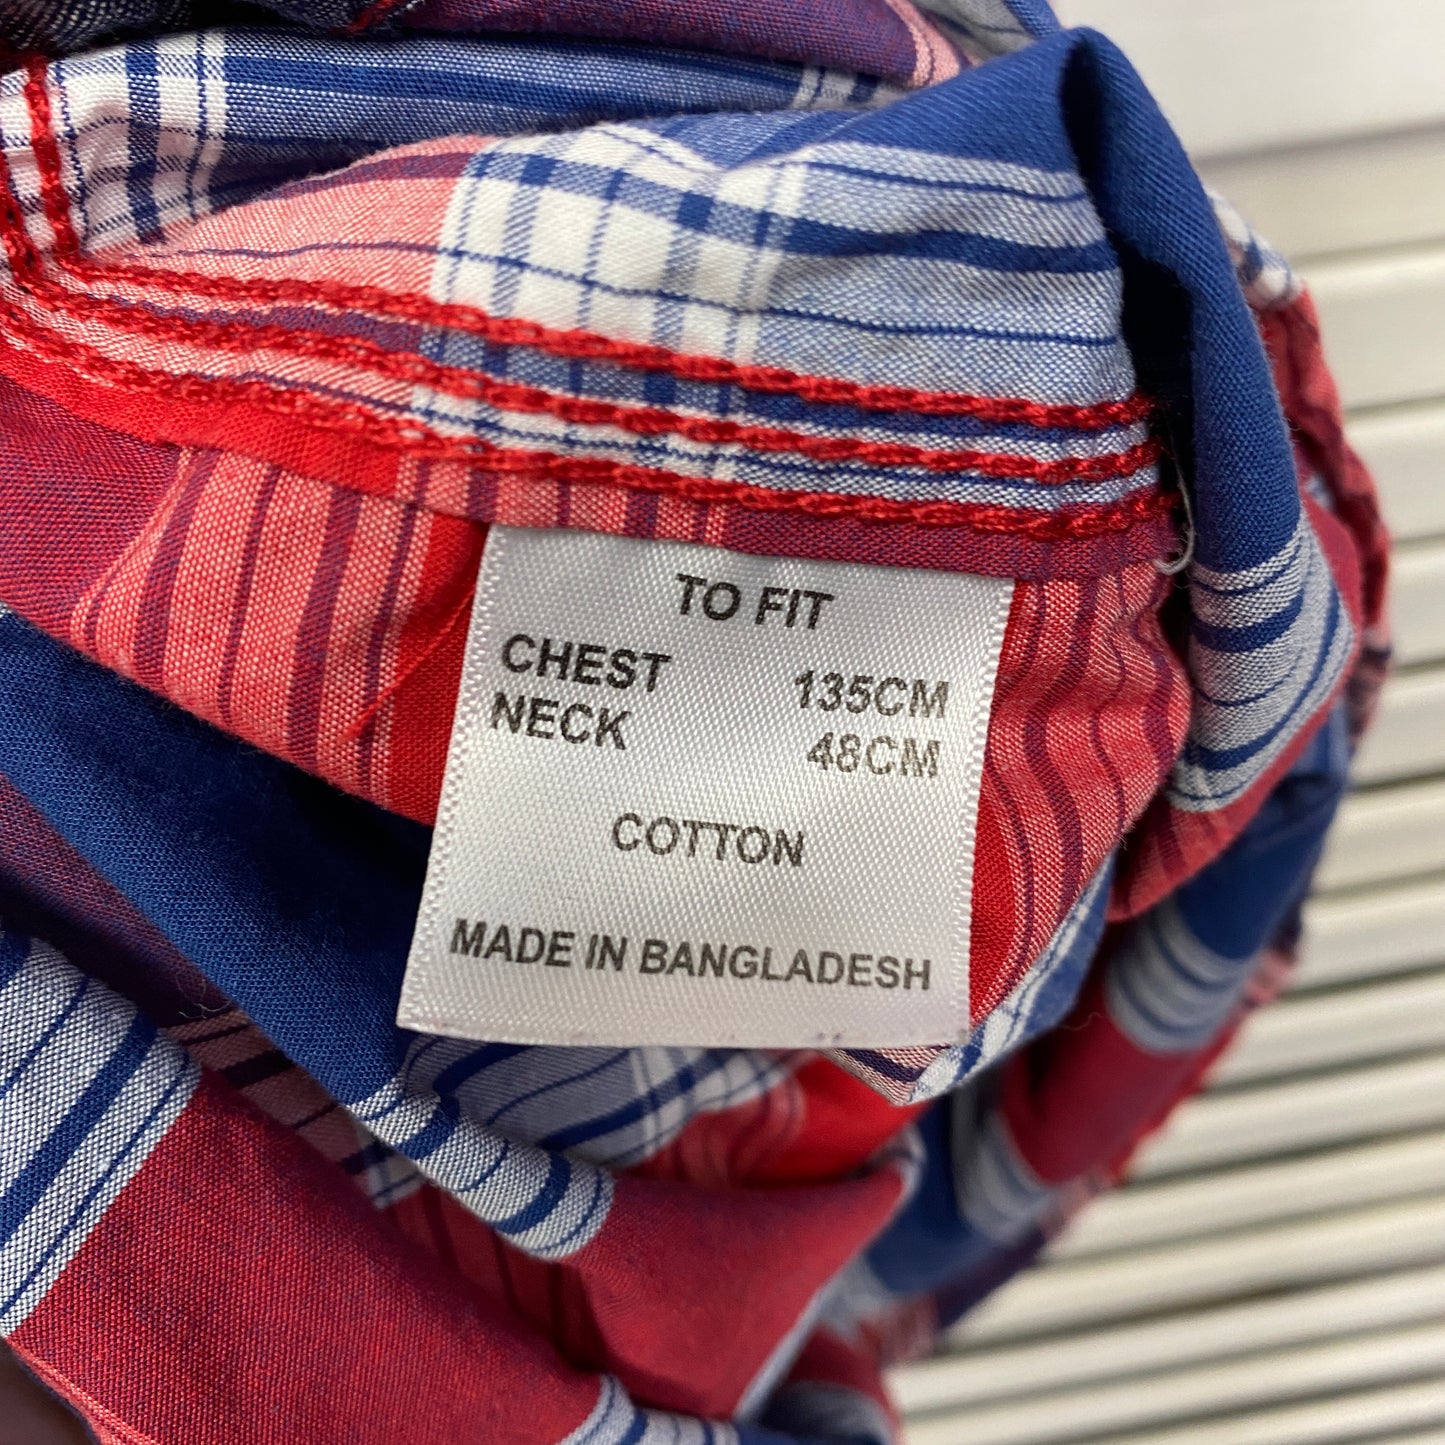 TO FIT
CHEST 135CM
NECK 48CM
COTTON
MADE IN BANGLADESH